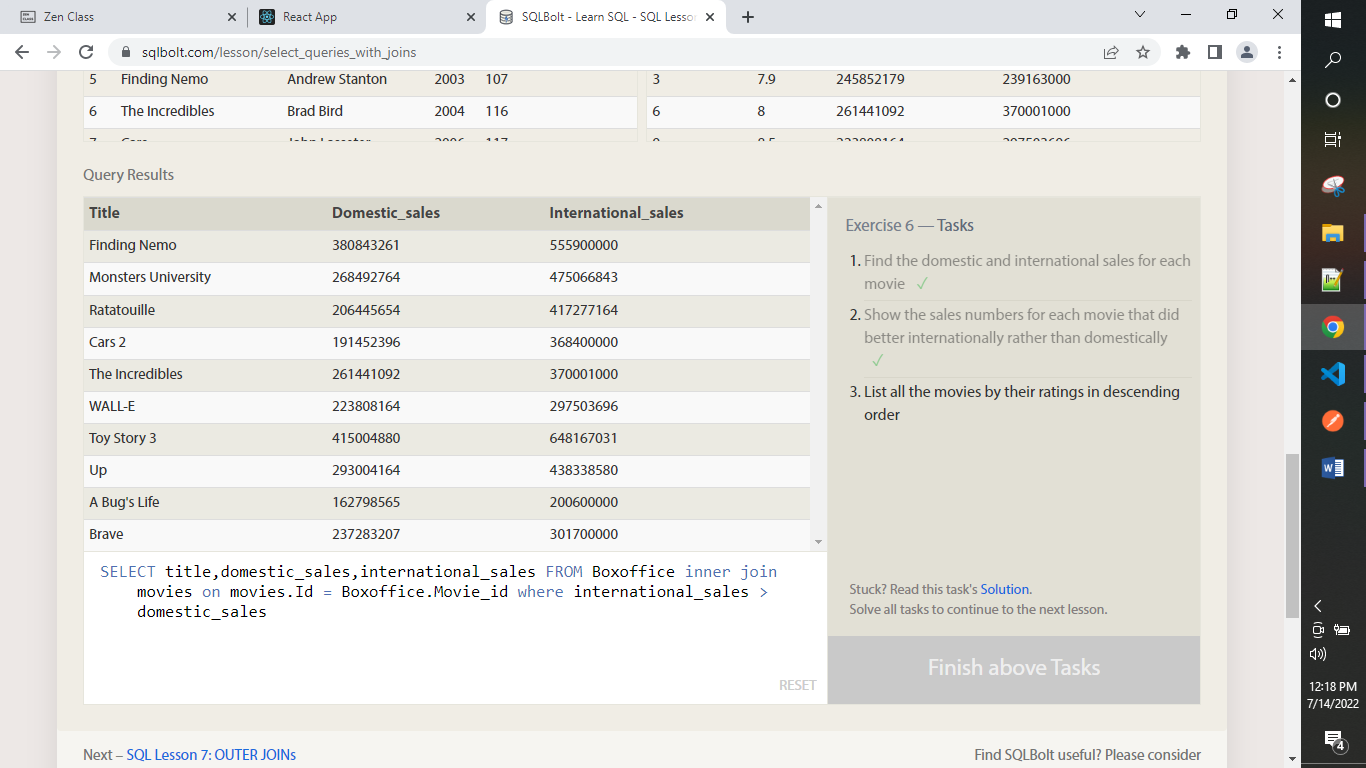 Zen Class
React App
SQLBolt - Learn SQL - SQL Lesso
sqlbolt.com/lesson/select_queries_with_joins
5 Finding Nemo Andrew Stanton 2003 107
3 7.9 245852179 239163000
6 The Incredibles Brad Bird 2004 116
6 8 261441092 370001000
Query Results
Title Domestic_sales International_sales
Finding Nemo 380843261 555900000
Monsters University 268492764 475066843
Ratatouille 206445654 417277164
Cars 2 191452396 368400000
The Incredibles 261441092 370001000
WALL-E 223808164 297503696
Toy Story 3 415004880 648167031
Up 293004164 438338580
A Bug's Life 162798565 200600000
Brave 237283207 301700000
SELECT title,domestic_sales,international_sales FROM Boxoffice inner join
movies on movies.Id = Boxoffice.Movie_id where international_sales >
domestic_sales
RESET
Exercise 6 — Tasks
1. Find the domestic and international sales for each
movie ✓
2. Show the sales numbers for each movie that did
better internationally rather than domestically
✓
3. List all the movies by their ratings in descending
order
Stuck? Read this task's Solution.
Solve all tasks to continue to the next lesson.
Finish above Tasks
Next – SQL Lesson 7: OUTER JOINs
Find SQLBolt useful? Please consider
12:18 PM
7/14/2022
4